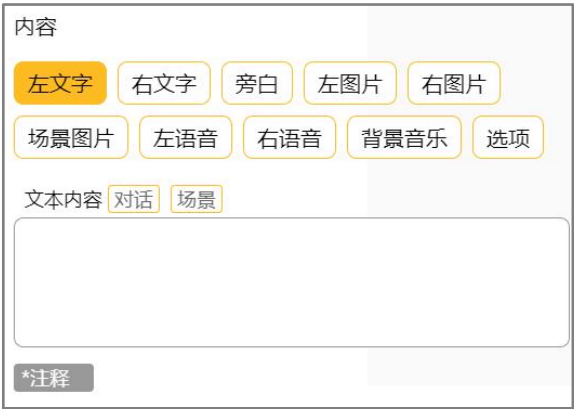 内容
左文字 右文字 旁白 左图片 右图片
场景图片 左语音 右语音 背景音乐 选项
文本内容 对话 场景
*注释